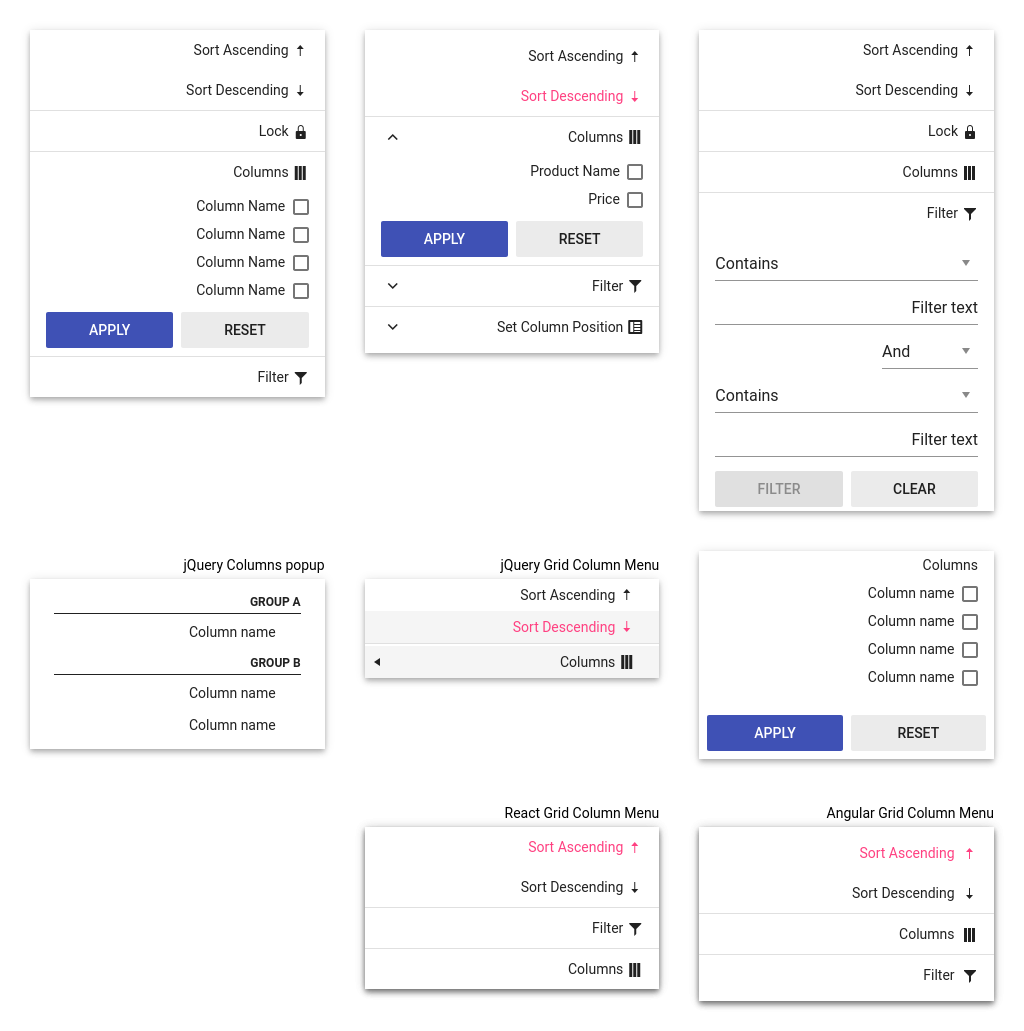 Sort Ascending
Sort Descending
Lock
Columns
Column Name
Column Name
Column Name
Column Name
APPLY RESET
Filter
Sort Ascending
Sort Descending
Columns
Product Name
Price
APPLY RESET
Filter
Set Column Position
Sort Ascending
Sort Descending
Lock
Columns
Filter
Contains
Filter text
And
Contains
Filter text
FILTER CLEAR
jQuery Columns popup
GROUP A
Column name
GROUP B
Column name
Column name
jQuery Grid Column Menu
Sort Ascending
Sort Descending
Columns
Columns
Column name
Column name
Column name
Column name
APPLY RESET
React Grid Column Menu
Sort Ascending
Sort Descending
Filter
Columns
Angular Grid Column Menu
Sort Ascending
Sort Descending
Columns
Filter